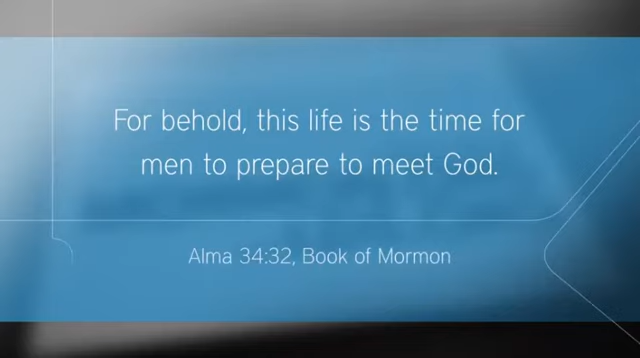 For behold, this life is the time for
men to prepare to meet God.
Alma 34:32, Book of Mormon